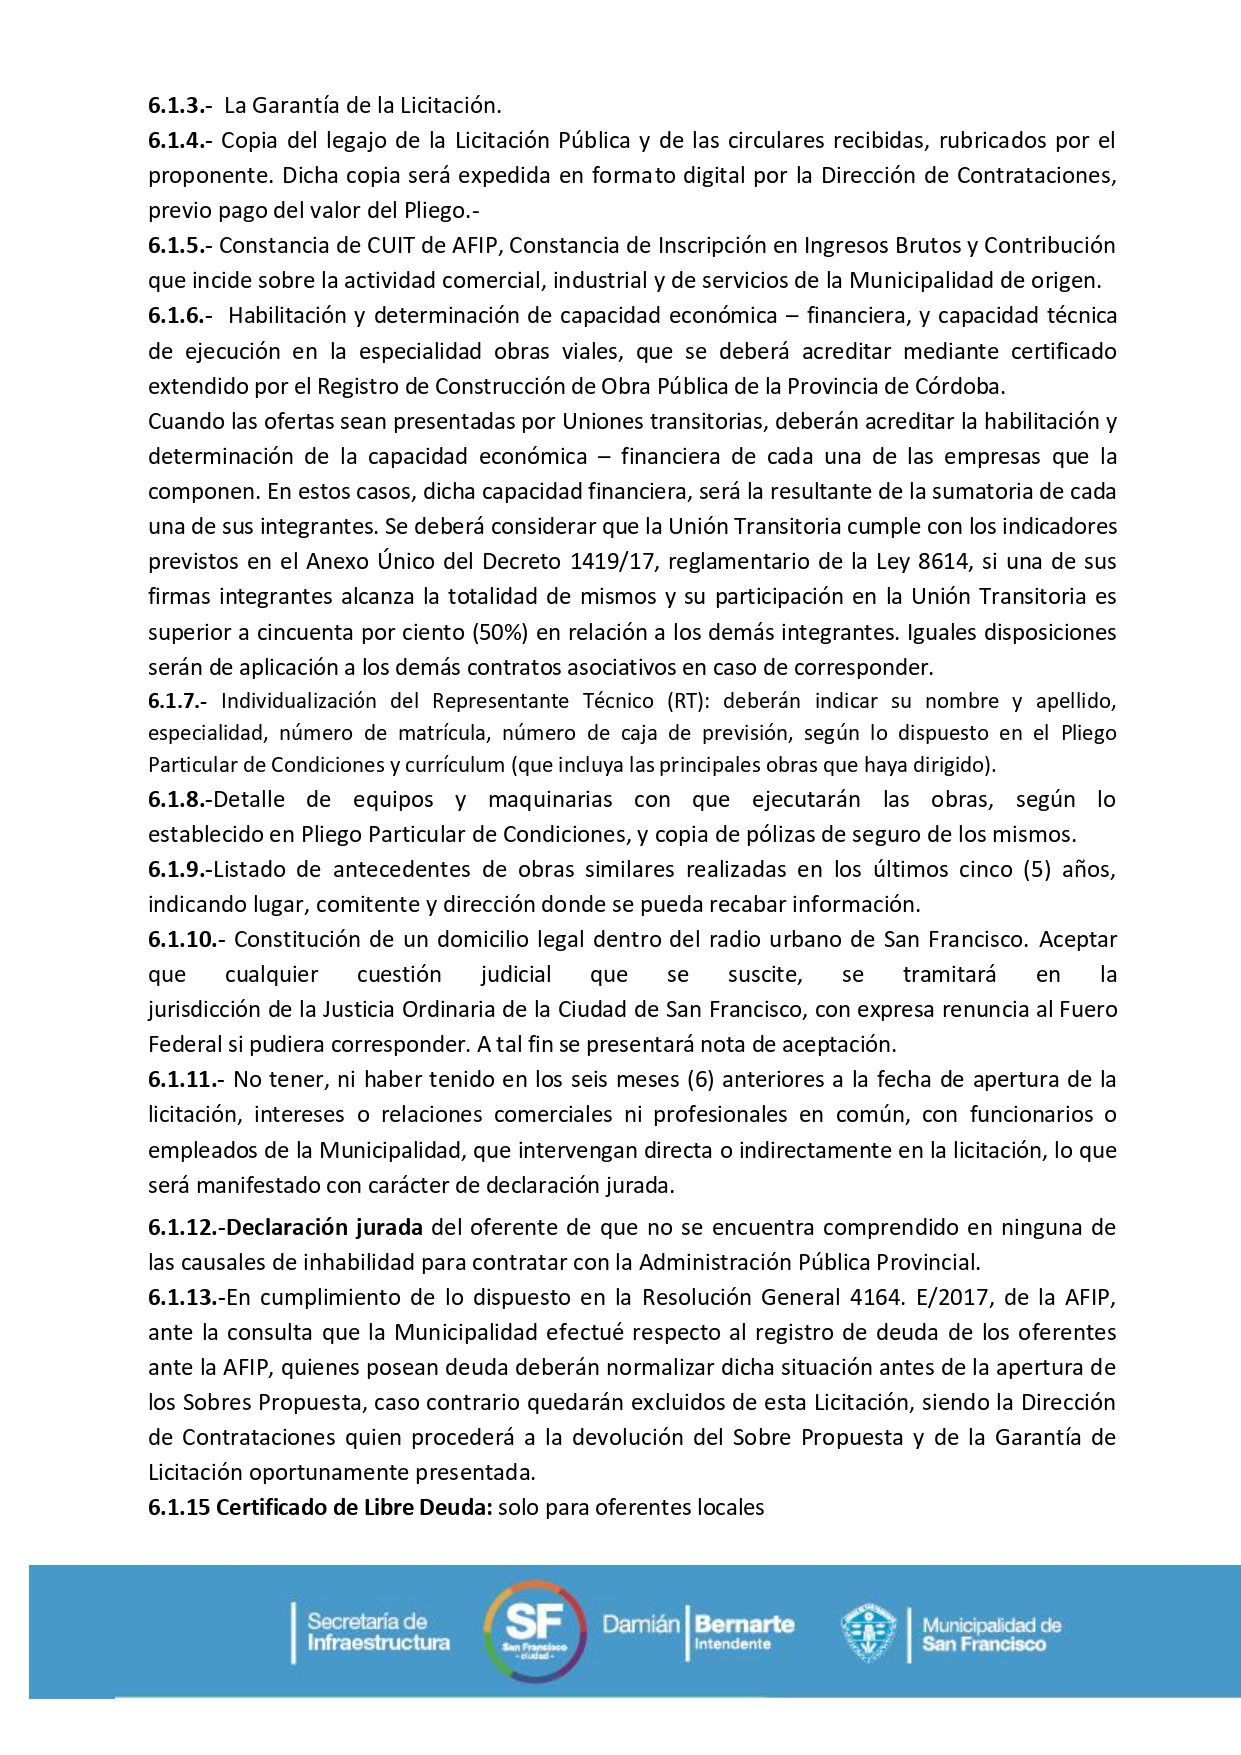 6.1.3.- La Garantía de la Licitación.
6.1.4.- Copia del legajo de la Licitación Pública y de las circulares recibidas, rubricados por el
proponente. Dicha copia será expedida en formato digital por la Dirección de Contrataciones,
previo pago del valor del Pliego.-
6.1.5.- Constancia de CUIT de AFIP, Constancia de Inscripción en Ingresos Brutos y Contribución
que incide sobre la actividad comercial, industrial y de servicios de la Municipalidad de origen.
6.1.6.- Habilitación y determinación de capacidad económica – financiera, y capacidad técnica
de ejecución en la especialidad obras viales, que se deberá acreditar mediante certificado
extendido por el Registro de Construcción de Obra Pública de la Provincia de Córdoba.
Cuando las ofertas sean presentadas por Uniones transitorias, deberán acreditar la habilitación y
determinación de la capacidad económica – financiera de cada una de las empresas que la
componen. En estos casos, dicha capacidad financiera, será la resultante de la sumatoria de cada
una de sus integrantes. Se deberá considerar que la Unión Transitoria cumple con los indicadores
previstos en el Anexo Único del Decreto 1419/17, reglamentario de la Ley 8614, si una de sus
firmas integrantes alcanza la totalidad de mismos y su participación en la Unión Transitoria es
superior a cincuenta por ciento (50%) en relación a los demás integrantes. Iguales disposiciones
serán de aplicación a los demás contratos asociativos en caso de corresponder.
6.1.7.- Individualización del Representante Técnico (RT): deberán indicar su nombre y apellido,
especialidad, número de matrícula, número de caja de previsión, según lo dispuesto en el Pliego
Particular de Condiciones y currículum (que incluya las principales obras que haya dirigido).
6.1.8.-Detalle de equipos y maquinarias con que ejecutarán las obras, según lo
establecido en Pliego Particular de Condiciones, y copia de pólizas de seguro de los mismos.
6.1.9.-Listado de antecedentes de obras similares realizadas en los últimos cinco (5) años,
indicando lugar, comitente y dirección donde se pueda recabar información.
6.1.10.- Constitución de un domicilio legal dentro del radio urbano de San Francisco. Aceptar
que cualquier cuestión judicial que se suscite, se tramitará en la
jurisdicción de la Justicia Ordinaria de la Ciudad de San Francisco, con expresa renuncia al Fuero
Federal si pudiera corresponder. A tal fin se presentará nota de aceptación.
6.1.11.- No tener, ni haber tenido en los seis meses (6) anteriores a la fecha de apertura de la
licitación, intereses o relaciones comerciales ni profesionales en común, con funcionarios o
empleados de la Municipalidad, que intervengan directa o indirectamente en la licitación, lo que
será manifestado con carácter de declaración jurada.
6.1.12.-Declaración jurada del oferente de que no se encuentra comprendido en ninguna de
las causales de inhabilidad para contratar con la Administración Pública Provincial.
6.1.13.-En cumplimiento de lo dispuesto en la Resolución General 4164. E/2017, de la AFIP,
ante la consulta que la Municipalidad efectué respecto al registro de deuda de los oferentes
ante la AFIP, quienes posean deuda deberán normalizar dicha situación antes de la apertura de
los Sobres Propuesta, caso contrario quedarán excluidos de esta Licitación, siendo la Dirección
de Contrataciones quien procederá a la devolución del Sobre Propuesta y de la Garantía de
Licitación oportunamente presentada.
6.1.15 Certificado de Libre Deuda: solo para oferentes locales
Secretaría de
Infraestructura
SF
San Francisco
- ciudad -
Damián Bernarte
Intendente
Municipalidad de
San Francisco